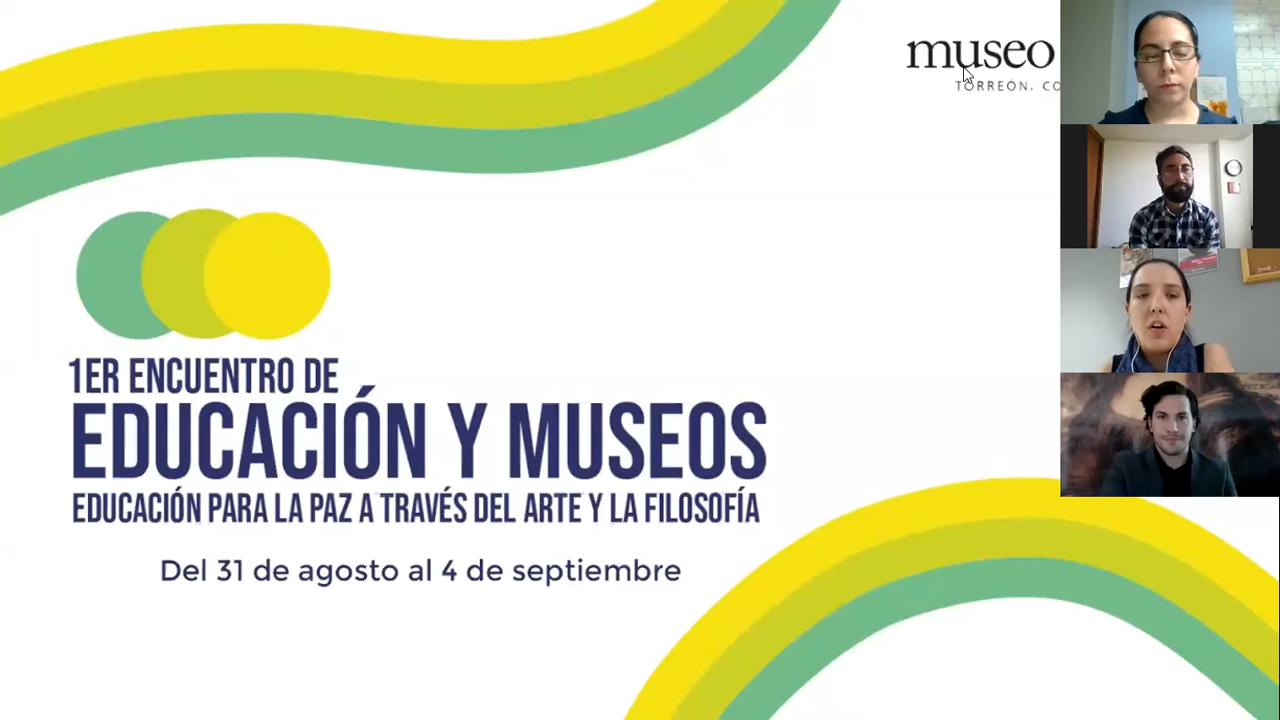 museo
TORREÓN, CO
1ER ENCUENTRO DE
EDUCACIÓN Y MUSEOS
EDUCACIÓN PARA LA PAZ A TRAVÉS DEL ARTE Y LA FILOSOFÍA
Del 31 de agosto al 4 de septiembre